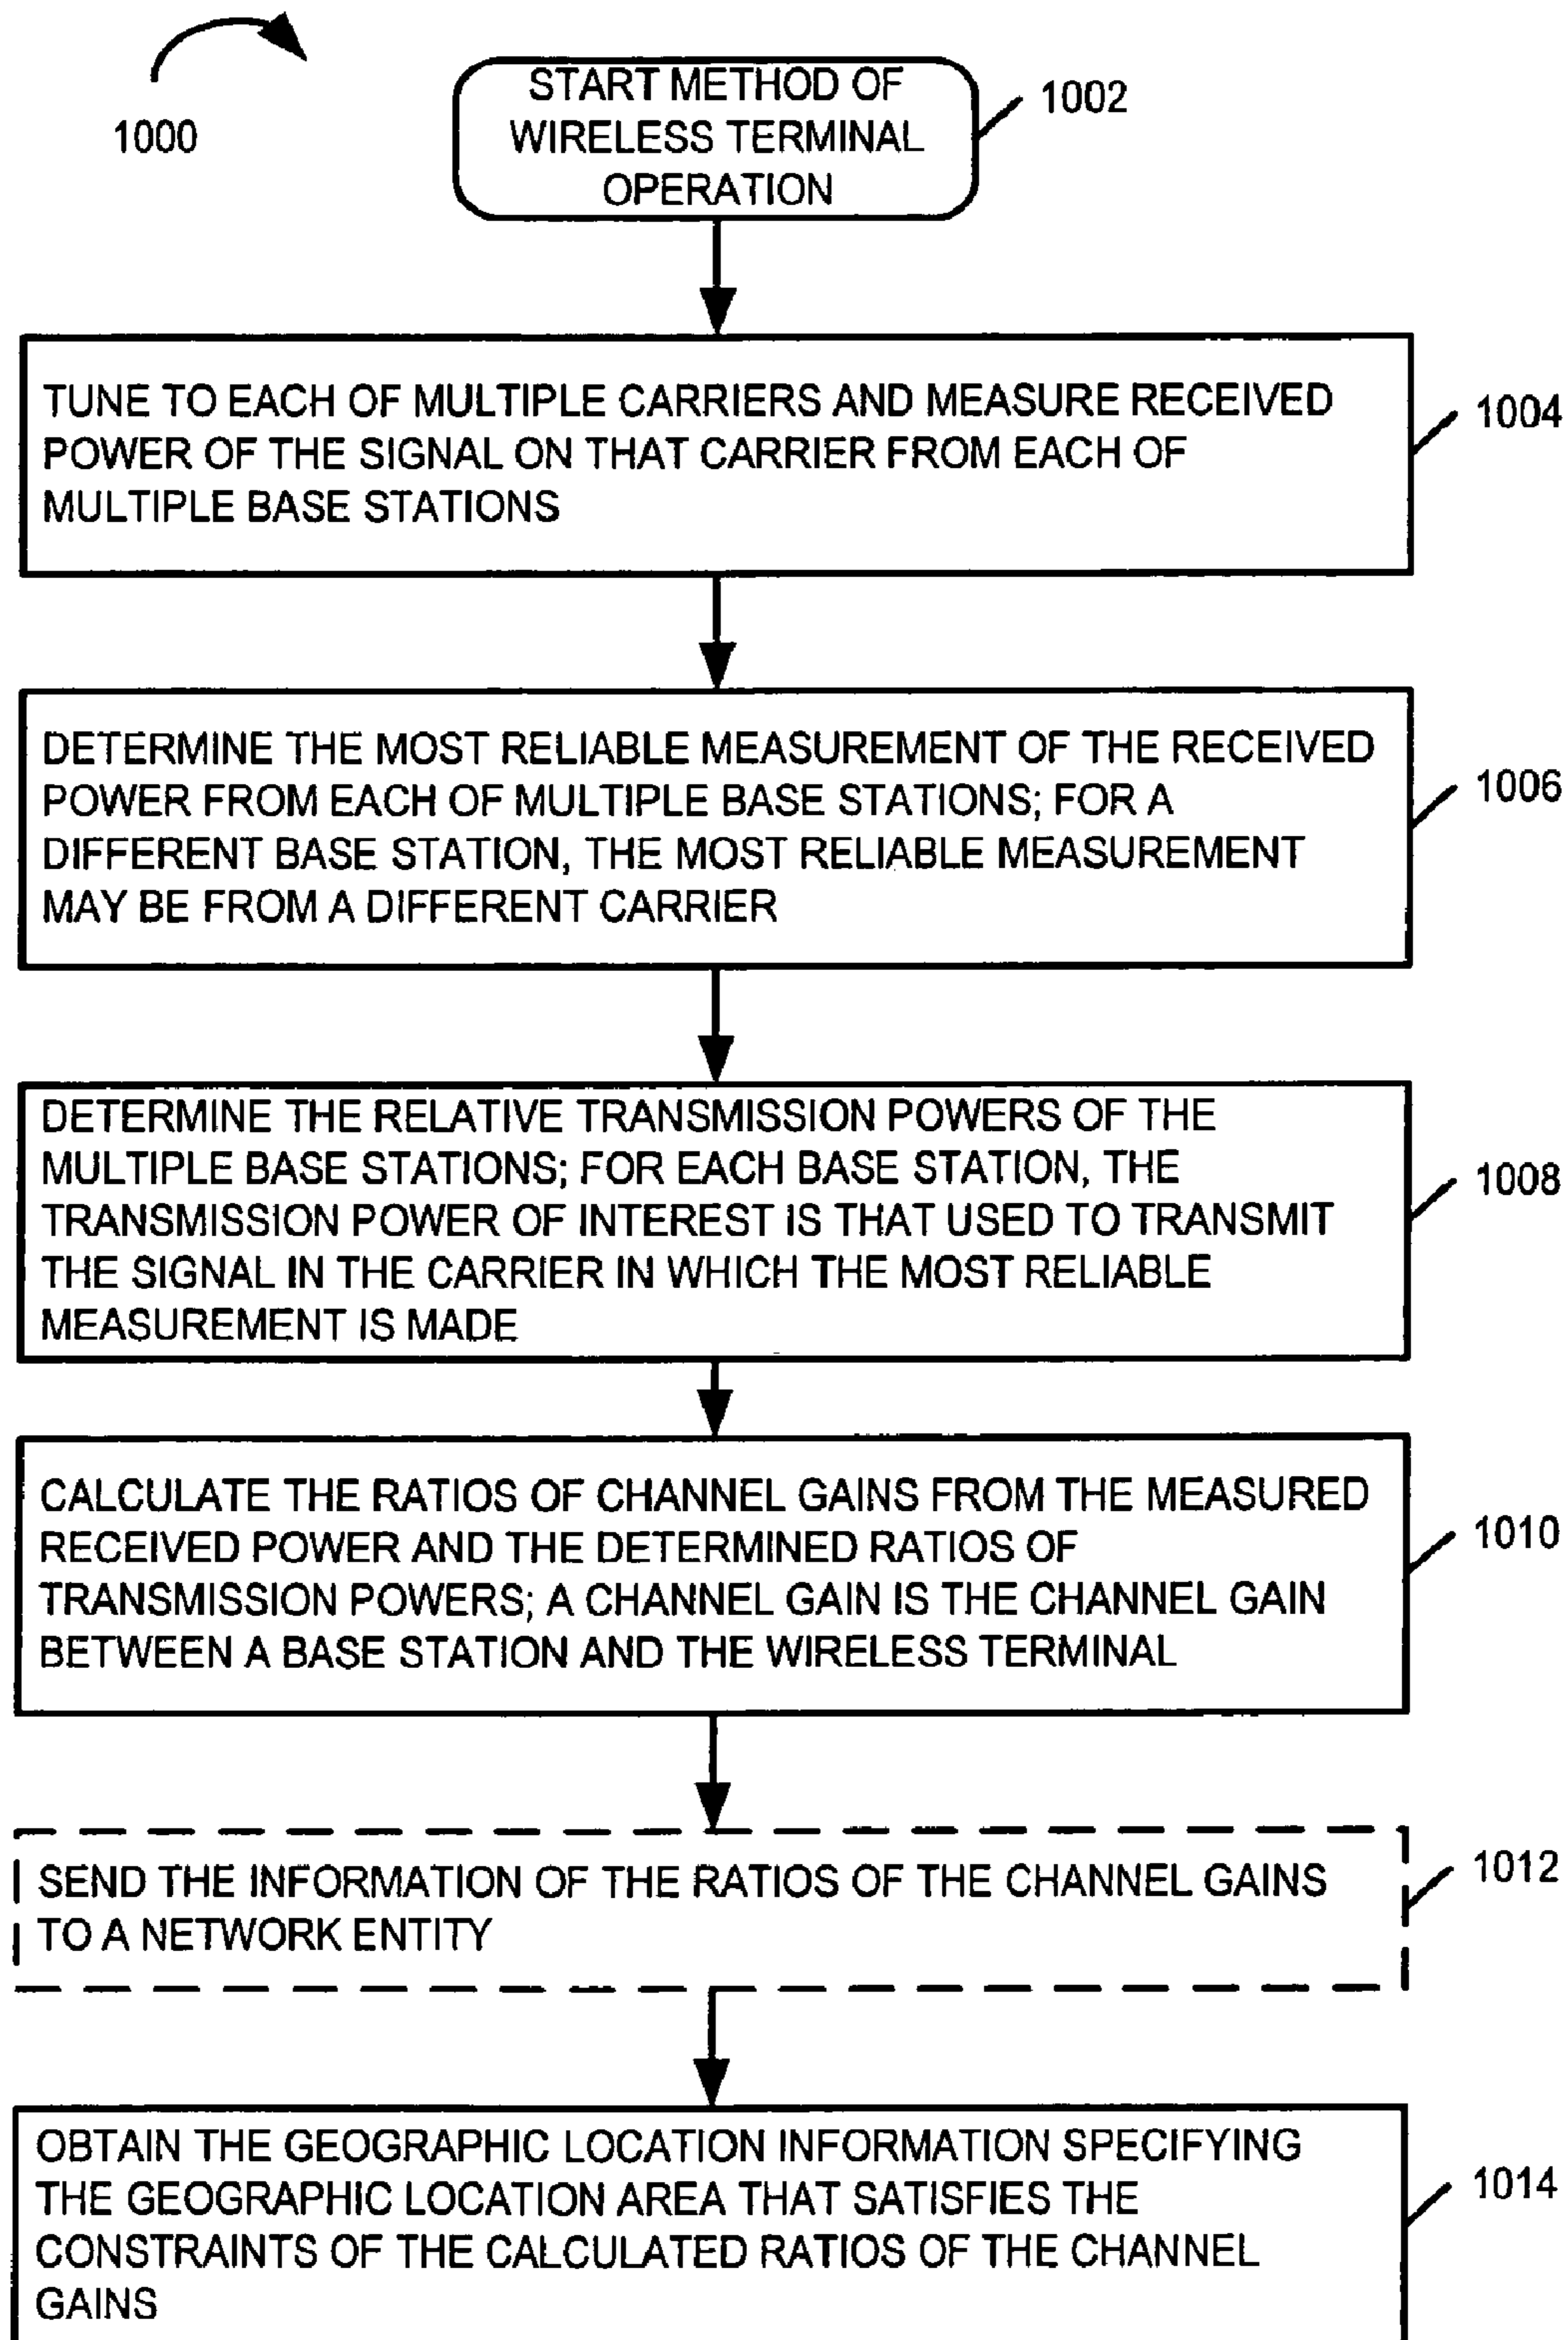 1000
START METHOD OF
WIRELESS TERMINAL
OPERATION
1002
TUNE TO EACH OF MULTIPLE CARRIERS AND MEASURE RECEIVED
POWER OF THE SIGNAL ON THAT CARRIER FROM EACH OF
MULTIPLE BASE STATIONS
1004
DETERMINE THE MOST RELIABLE MEASUREMENT OF THE RECEIVED
POWER FROM EACH OF MULTIPLE BASE STATIONS; FOR A
DIFFERENT BASE STATION, THE MOST RELIABLE MEASUREMENT
MAY BE FROM A DIFFERENT CARRIER
1006
DETERMINE THE RELATIVE TRANSMISSION POWERS OF THE
MULTIPLE BASE STATIONS; FOR EACH BASE STATION, THE
TRANSMISSION POWER OF INTEREST IS THAT USED TO TRANSMIT
THE SIGNAL IN THE CARRIER IN WHICH THE MOST RELIABLE
MEASUREMENT IS MADE
1008
CALCULATE THE RATIOS OF CHANNEL GAINS FROM THE MEASURED
RECEIVED POWER AND THE DETERMINED RATIOS OF
TRANSMISSION POWERS; A CHANNEL GAIN IS THE CHANNEL GAIN
BETWEEN A BASE STATION AND THE WIRELESS TERMINAL
1010
SEND THE INFORMATION OF THE RATIOS OF THE CHANNEL GAINS
TO A NETWORK ENTITY
1012
OBTAIN THE GEOGRAPHIC LOCATION INFORMATION SPECIFYING
THE GEOGRAPHIC LOCATION AREA THAT SATISFIES THE
CONSTRAINTS OF THE CALCULATED RATIOS OF THE CHANNEL
GAINS
1014